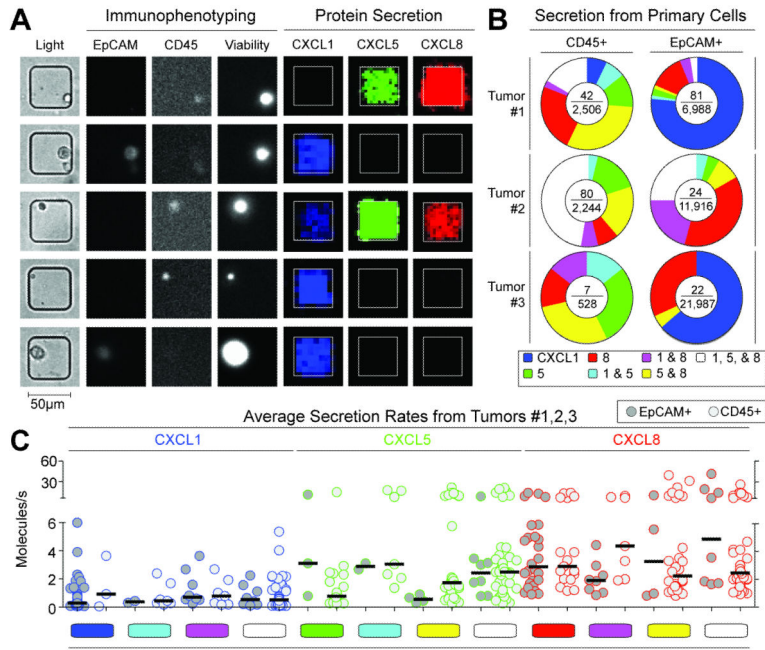 A
Immunophenotyping
Protein Secretion
Light
EpCAM
CD45
Viability
CXCL1
CXCL5
CXCL8
50µm
B
Secretion from Primary Cells
CD45+
EpCAM+
Tumor
#1
42
2,506
81
6,988
Tumor
#2
80
2,244
24
11,916
Tumor
#3
7
528
22
21,987
CXCL1
8
1 & 8
1, 5, & 8
5
1 & 5
5 & 8
Average Secretion Rates from Tumors #1,2,3
EpCAM+
CD45+
C
CXCL1
CXCL5
CXCL8
Molecules/s
60
30
6
4
2
0